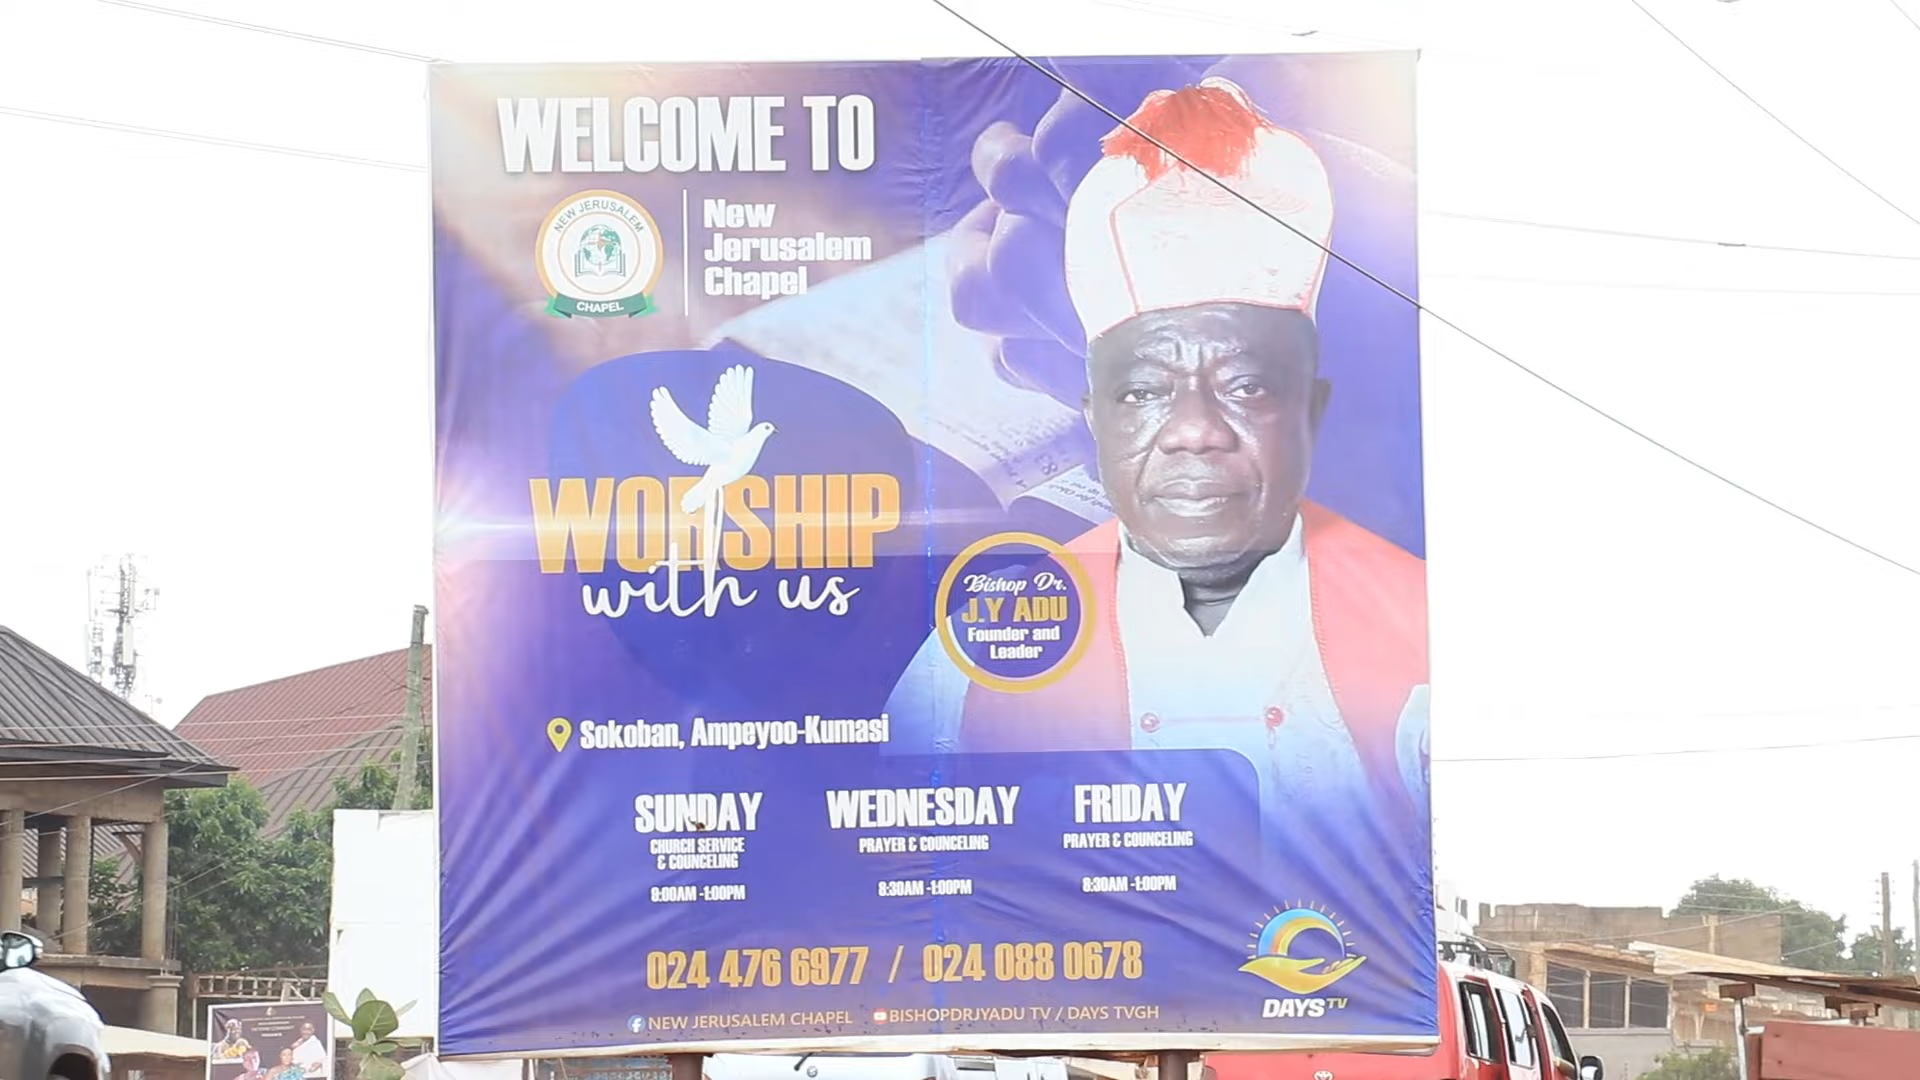 WELCOME TO
NEW JERUSALEM
CHAPEL
New
Jerusalem
Chapel
WORSHIP
with us
Bishop Dr.
J.Y ADU
Founder and
Leader
Sokoban, Ampeyoo-Kumasi
SUNDAY
CHURCH SERVICE
& COUNCELING
8:00AM -1:00PM
WEDNESDAY
PRAYER & COUNCELING
8:30AM -1:00PM
FRIDAY
PRAYER & COUNCELING
8:30AM -1:00PM
024 476 6977 / 024 088 0678
NEW JERUSALEM CHAPEL BISHOPDRJYADU TV / DAYS TVGH
DAYS TV